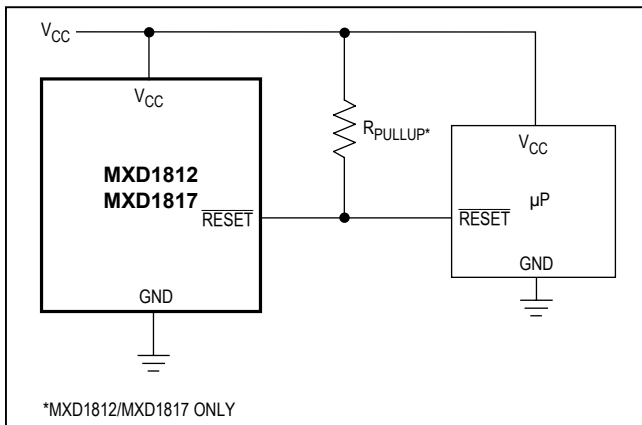 VCC
VCC
MXD1812
MXD1817
RESET
GND
RPULLUP*
VCC
µP
RESET
GND
*MXD1812/MXD1817 ONLY